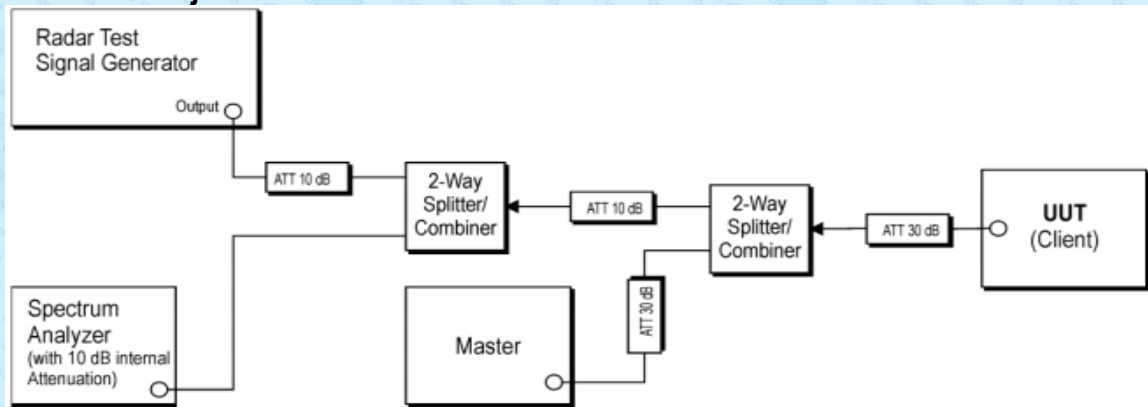 Radar Test
Signal Generator
Output
ATT 10 dB
2-Way
Splitter/
Combiner
ATT 10 dB
2-Way
Splitter/
Combiner
ATT 30 dB
UUT
(Client)
Spectrum
Analyzer
(with 10 dB internal
Attenuation)
Master
ATT 30 dB